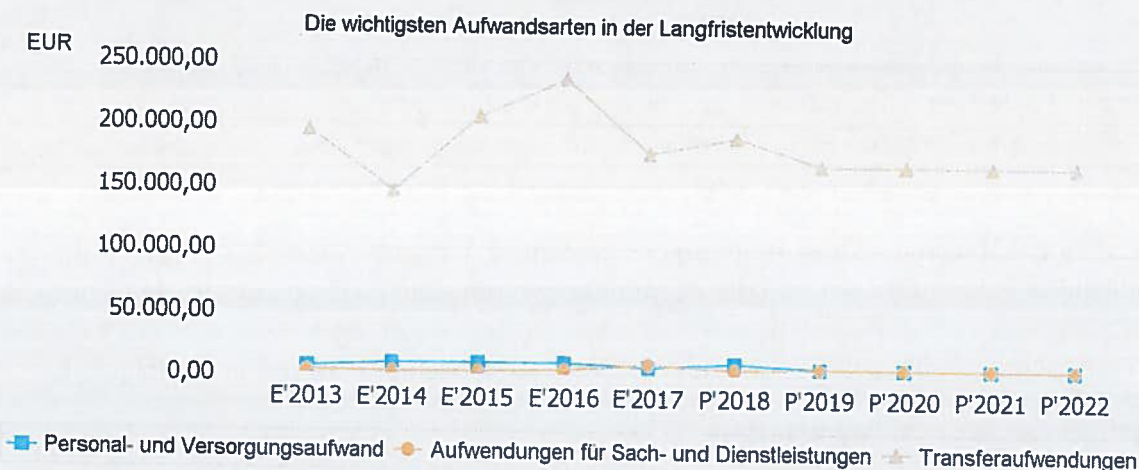 Die wichtigsten Aufwandsarten in der Langfristentwicklung
EUR
250.000,00
200.000,00
150.000,00
100.000,00
50.000,00
0,00
E'2013 E'2014 E'2015 E'2016 E'2017 P'2018 P'2019 P'2020 P'2021 P'2022
Personal- und Versorgungsaufwand Aufwendungen für Sach- und Dienstleistungen Transferaufwendungen